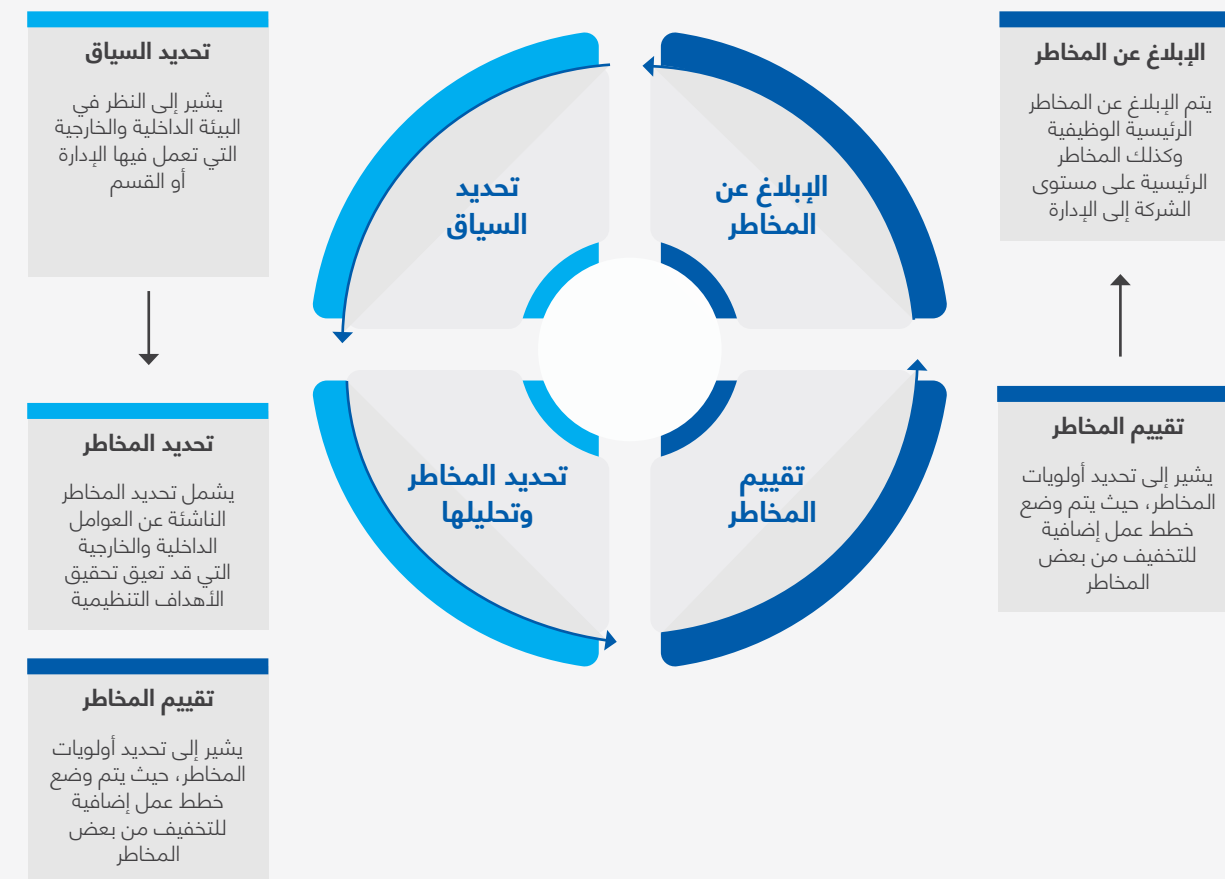 الإبلاغ عن المخاطر
يتم الإبلاغ عن المخاطر
الرئيسية الوظيفية
وكذلك المخاطر
الرئيسية على مستوى
الشركة إلى الإدارة
تقييم المخاطر
يشير إلى تحديد أولويات
المخاطر، حيث يتم وضع
خطط عمل إضافية
للتخفيف من بعض
المخاطر
الإبلاغ عن
المخاطر
تحديد
السياق
تقييم
المخاطر
تحديد المخاطر
وتحليلها
تحديد السياق
يشير إلى النظر في
البيئة الداخلية والخارجية
التي تعمل فيها الإدارة
أو القسم
تحديد المخاطر
يشمل تحديد المخاطر
الناشئة عن العوامل
الداخلية والخارجية
التي قد تعيق تحقيق
الأهداف التنظيمية
تقييم المخاطر
يشير إلى تحديد أولويات
المخاطر، حيث يتم وضع
خطط عمل إضافية
للتخفيف من بعض
المخاطر